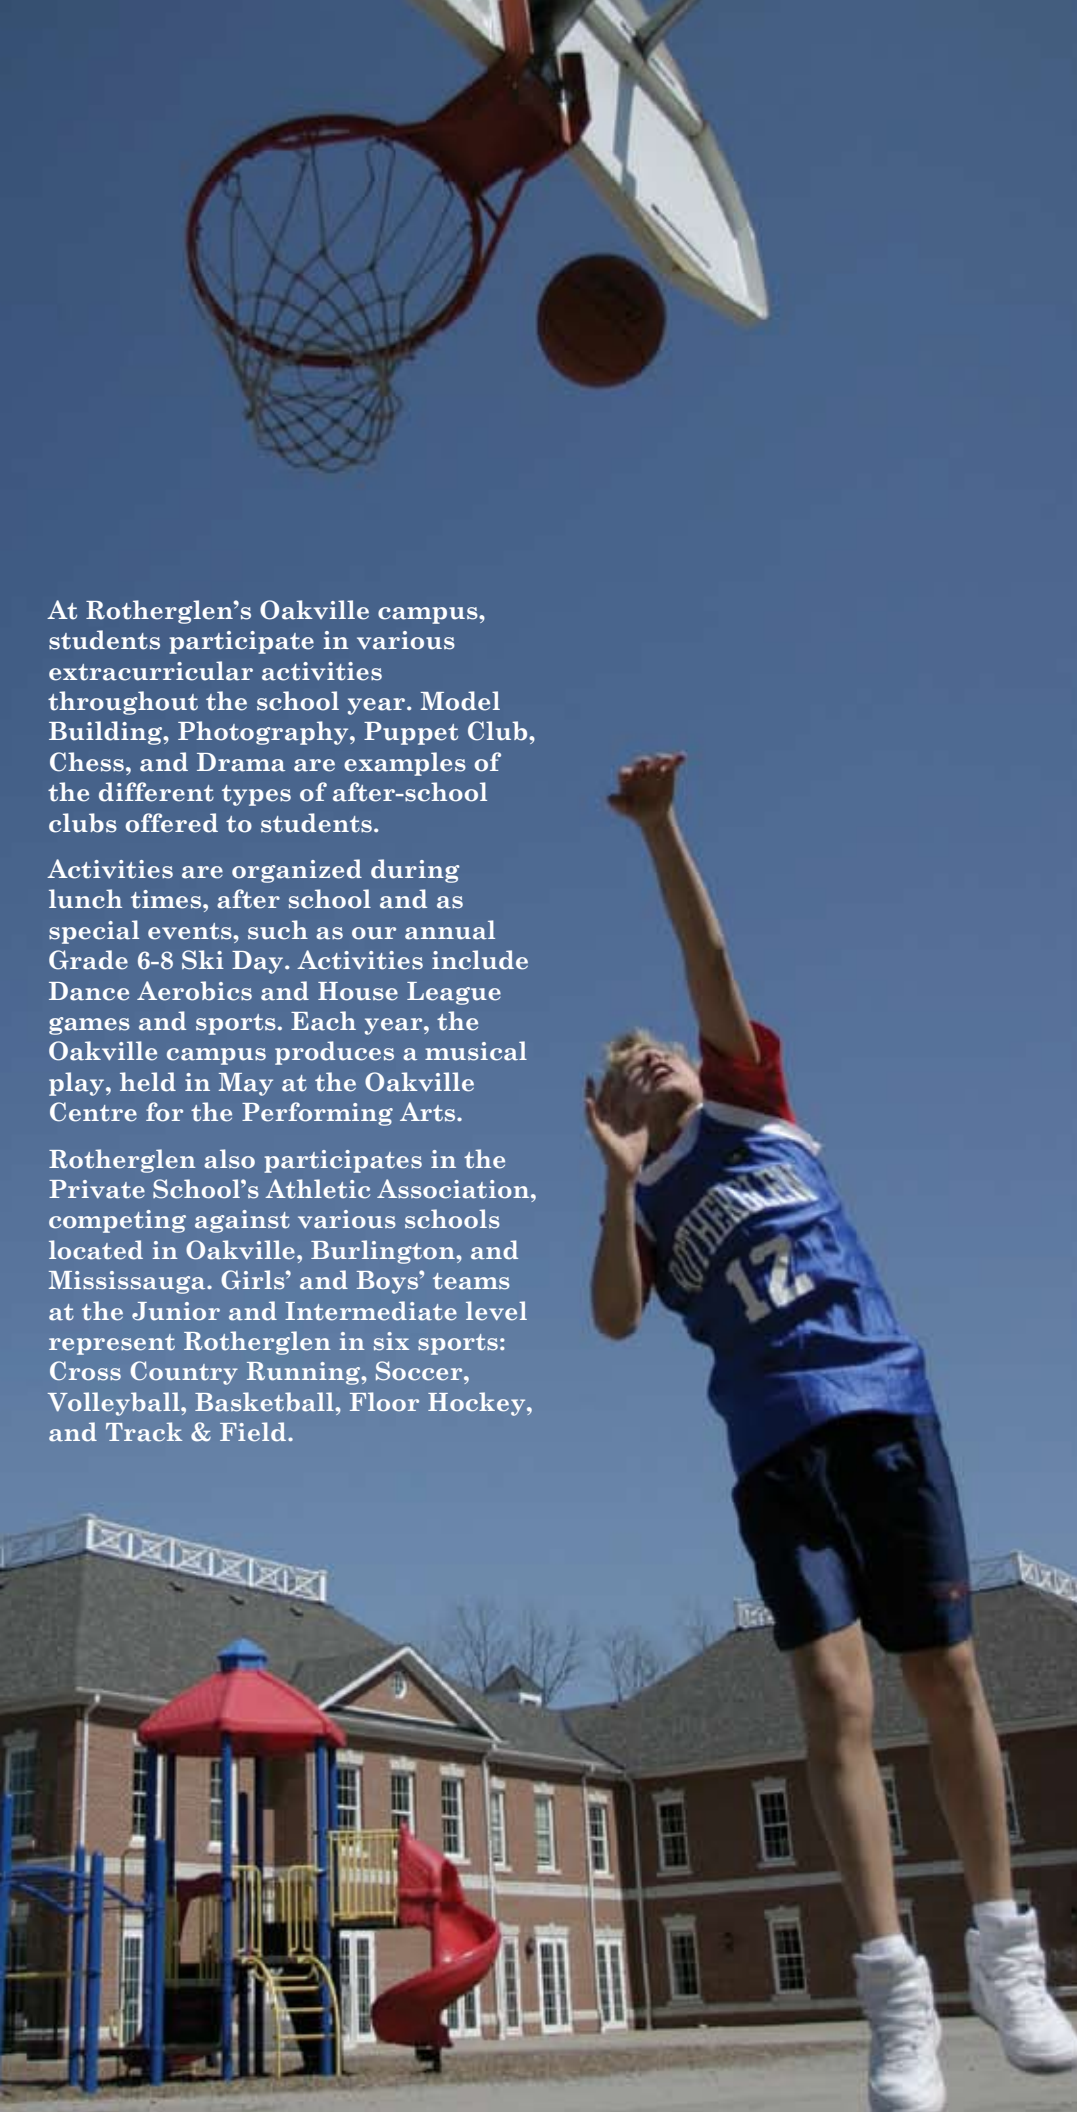 At Rotherglen’s Oakville campus,
students participate in various
extracurricular activities
throughout the school year. Model
Building, Photography, Puppet Club,
Chess, and Drama are examples of
the different types of after-school
clubs offered to students.
Activities are organized during
lunch times, after school and as
special events, such as our annual
Grade 6-8 Ski Day. Activities include
Dance Aerobics and House League
games and sports. Each year, the
Oakville campus produces a musical
play, held in May at the Oakville
Centre for the Performing Arts.
Rotherglen also participates in the
Private School’s Athletic Association,
competing against various schools
located in Oakville, Burlington, and
Mississauga. Girls’ and Boys’ teams
at the Junior and Intermediate level
represent Rotherglen in six sports:
Cross Country Running, Soccer,
Volleyball, Basketball, Floor Hockey,
and Track & Field.
ROTHERGLEN
12